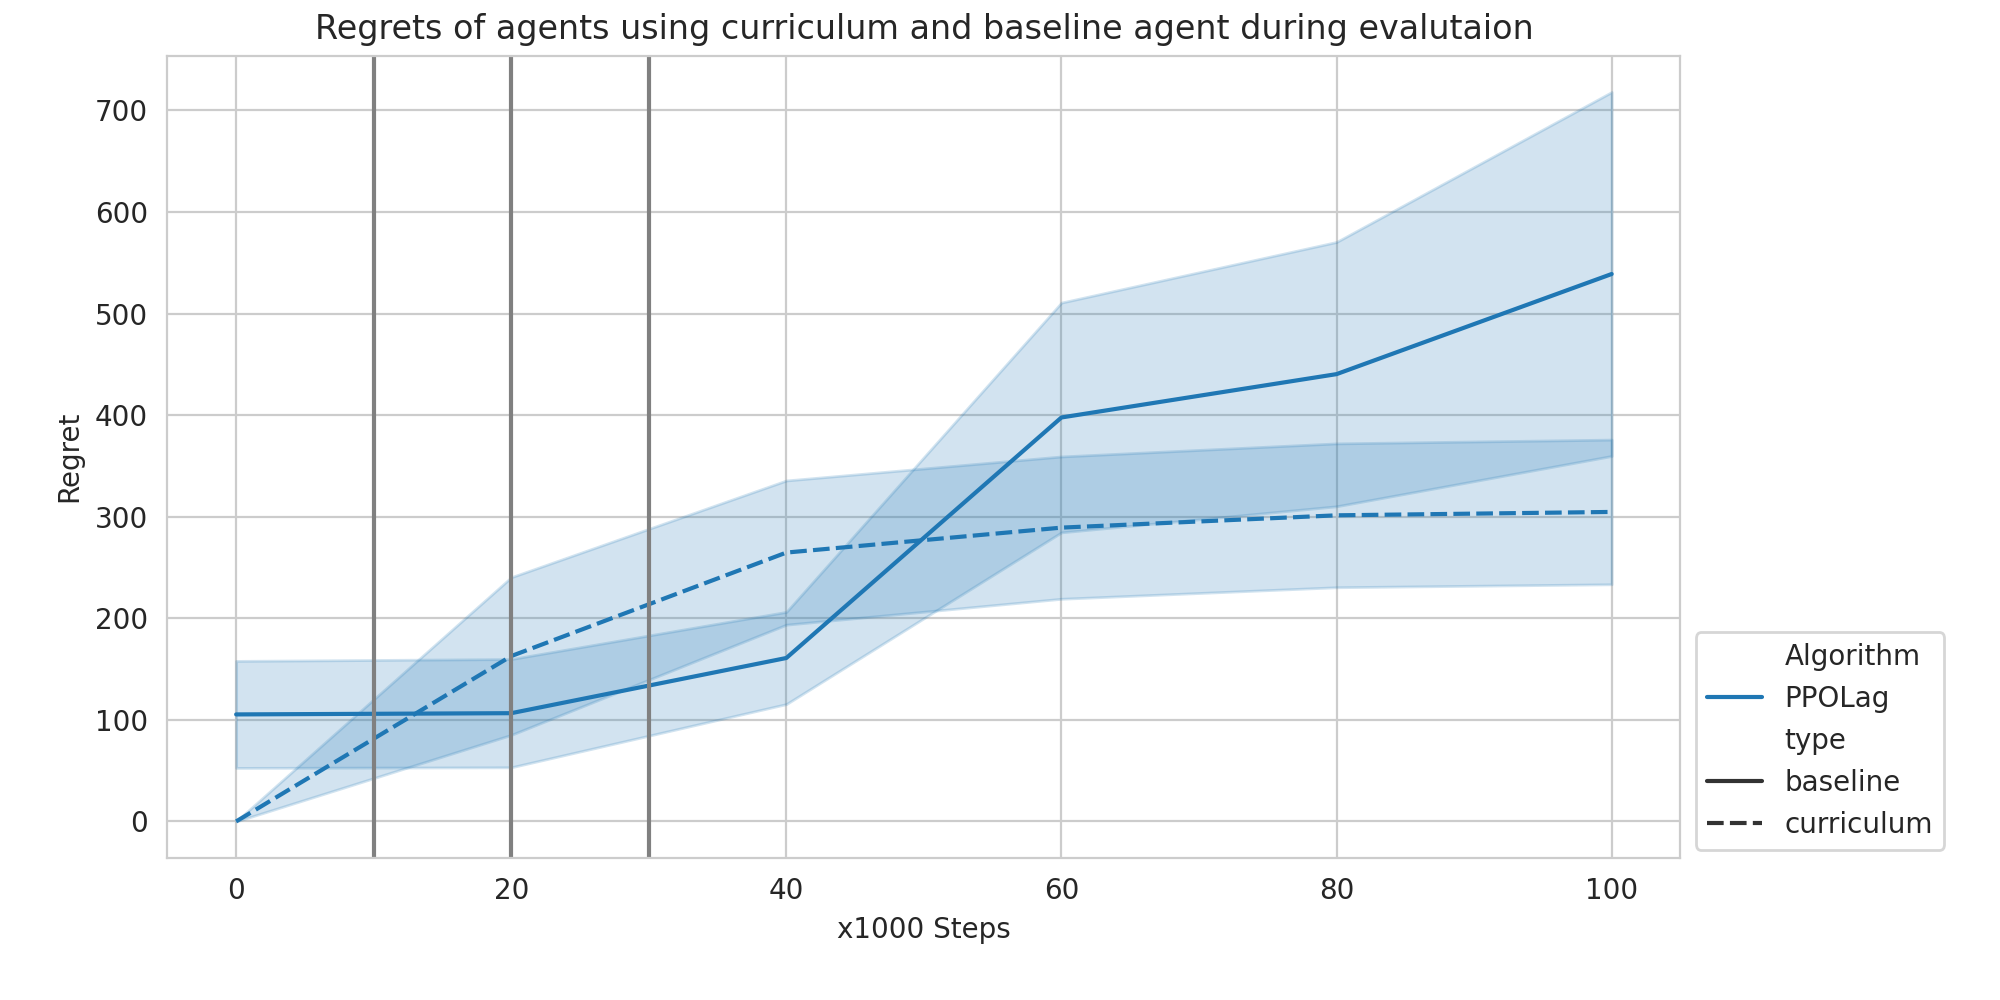 Regrets of agents using curriculum and baseline agent during evalutaion
700
600
500
400
300
200
100
0
Regret
0 20 40 60 80 100
x1000 Steps
Algorithm
PPOLag
type
baseline
curriculum